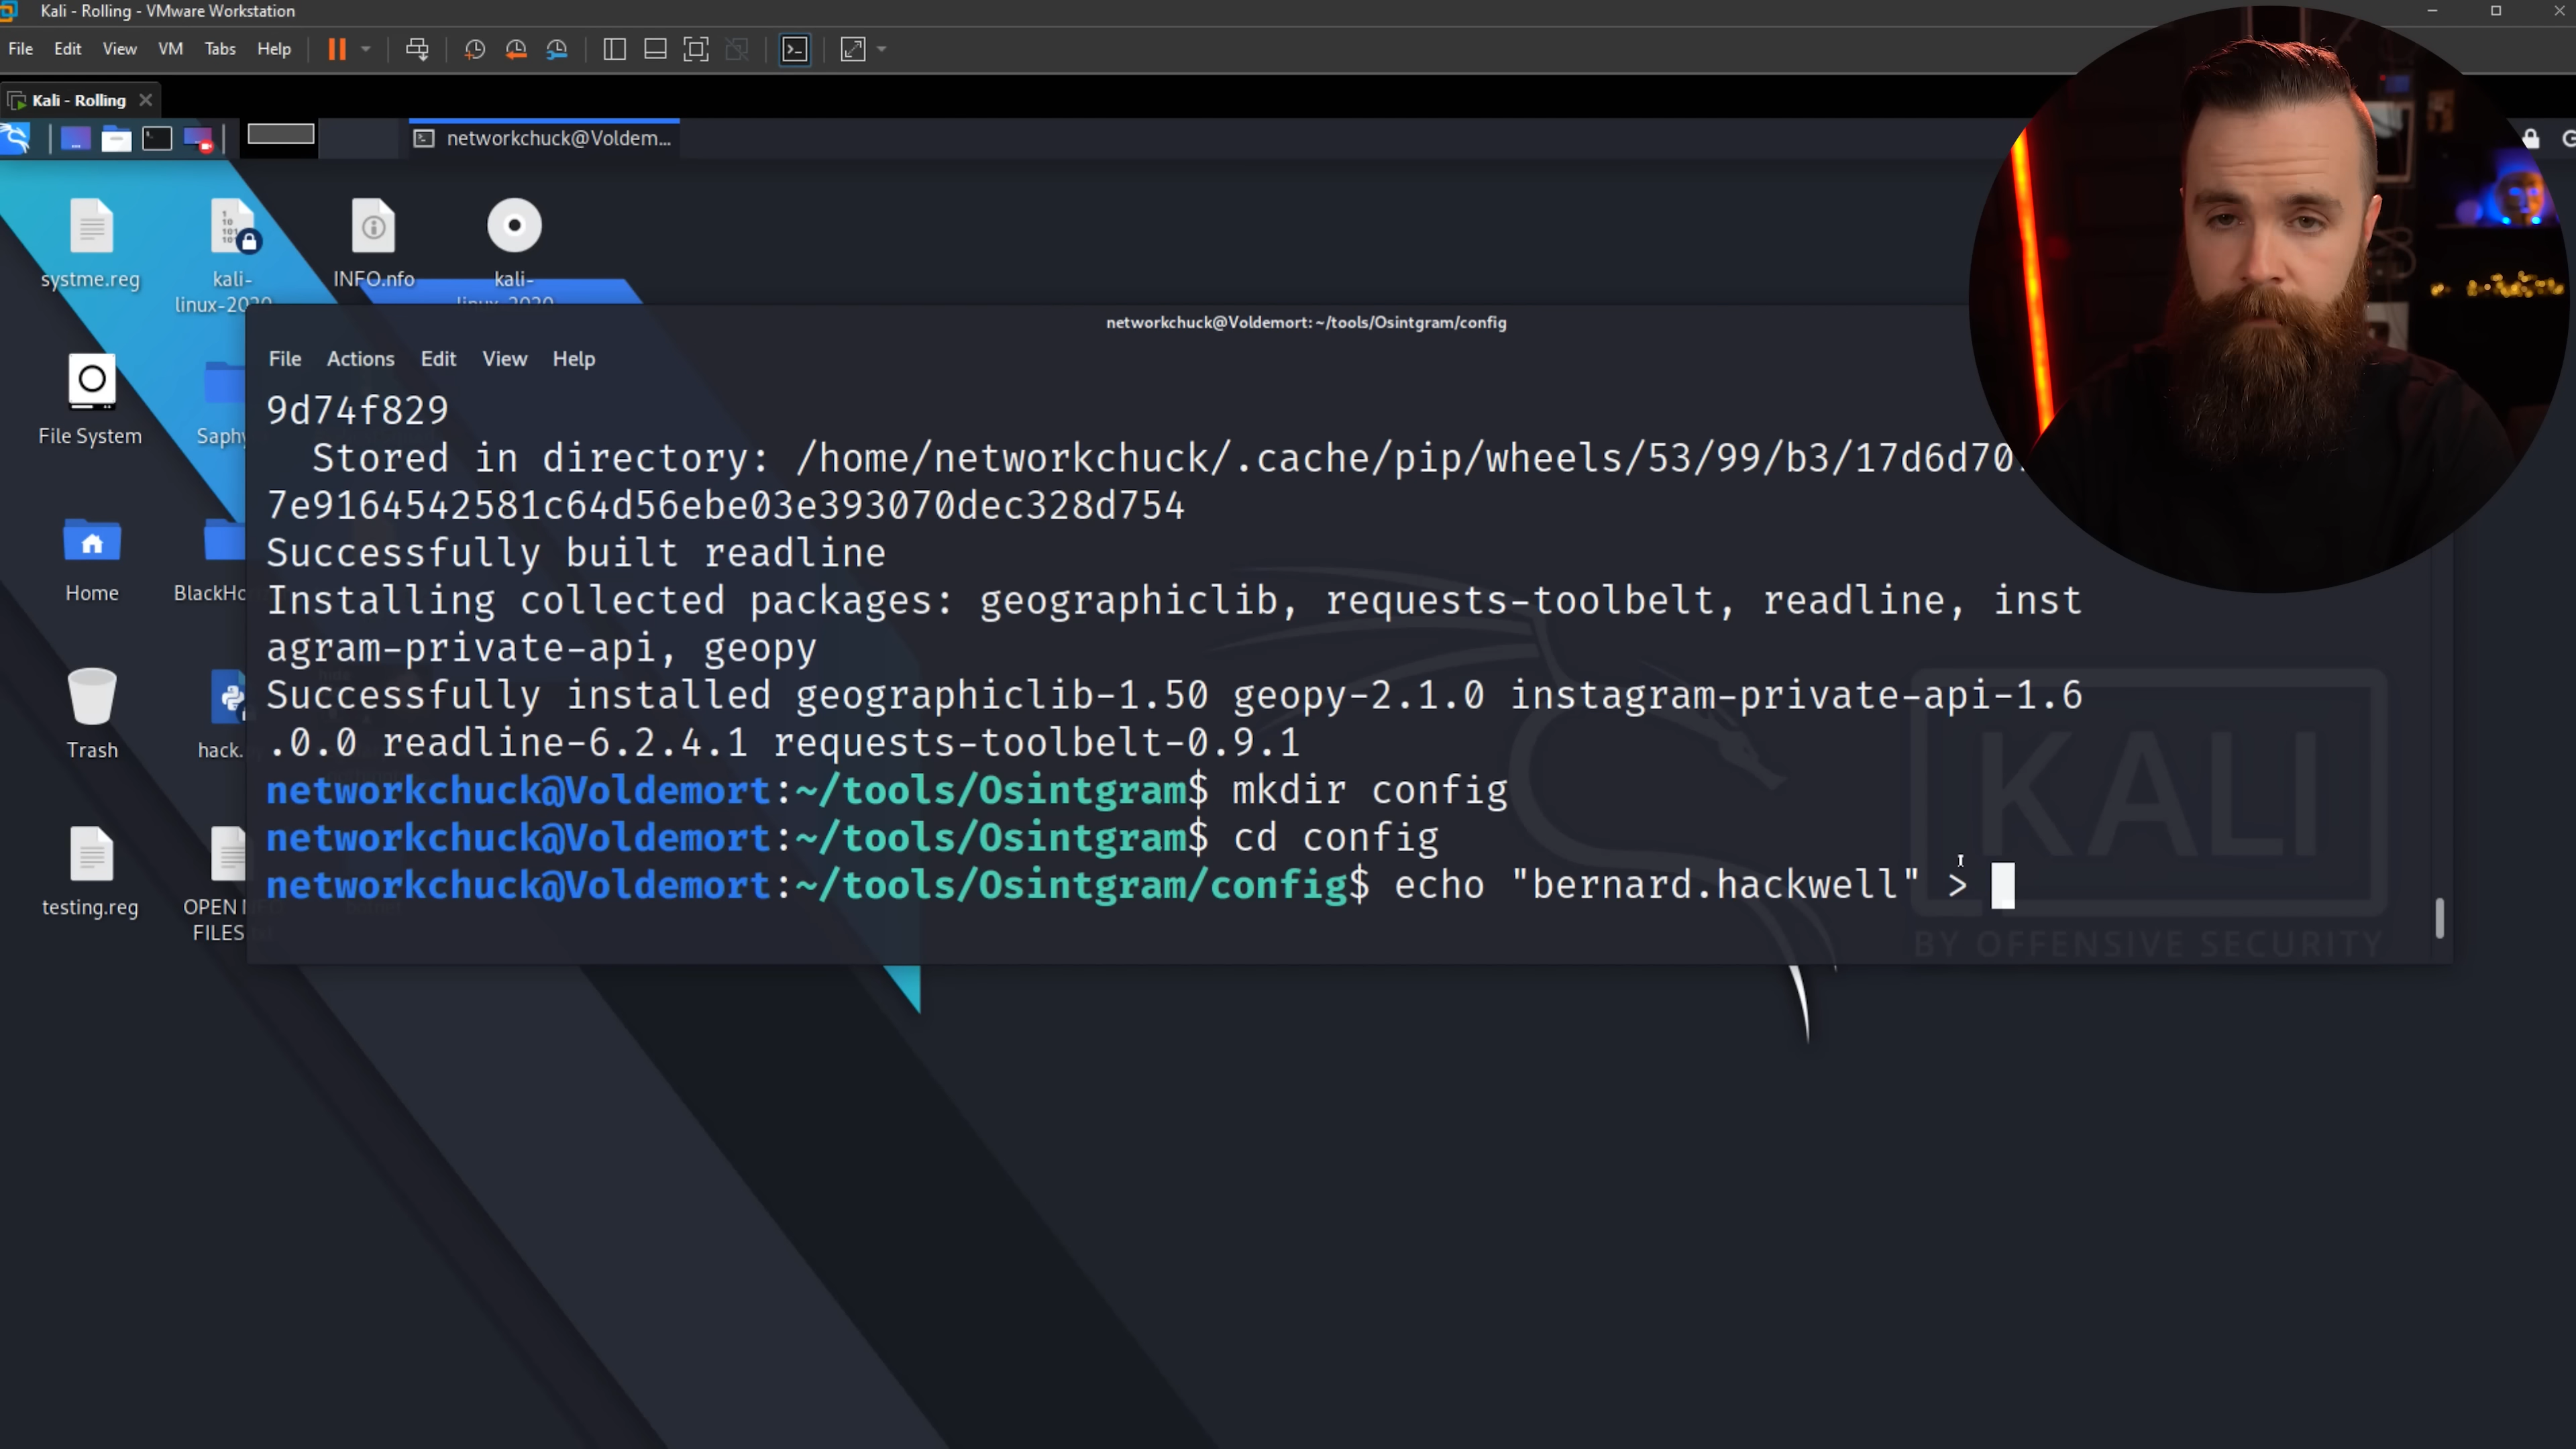 Kali - Rolling - VMware Workstation
File Edit View VM Tabs Help
Kali - Rolling
networkchuck@Voldem...
systme.reg
kali-
linux-2020
INFO.nfo
kali-
linux-2020
networkchuck@Voldemort: ~/tools/Osintgram/config
File Actions Edit View Help
File System
Saphy
Home
BlackHo
Trash
hack.
testing.reg
OPEN
FILES
9d74f829
Stored in directory: /home/networkchuck/.cache/pip/wheels/53/99/b3/17d6d70
7e9164542581c64d56ebe03e393070dec328d754
Successfully built readline
Installing collected packages: geographiclib, requests-toolbelt, readline, inst
agram-private-api, geopy
Successfully installed geographiclib-1.50 geopy-2.1.0 instagram-private-api-1.6
.0.0 readline-6.2.4.1 requests-toolbelt-0.9.1
networkchuck@Voldemort:~/tools/Osintgram$ mkdir config
networkchuck@Voldemort:~/tools/Osintgram$ cd config
networkchuck@Voldemort:~/tools/Osintgram/config$ echo "bernard.hackwell" >
KALI
BY OFFENSIVE SECURITY